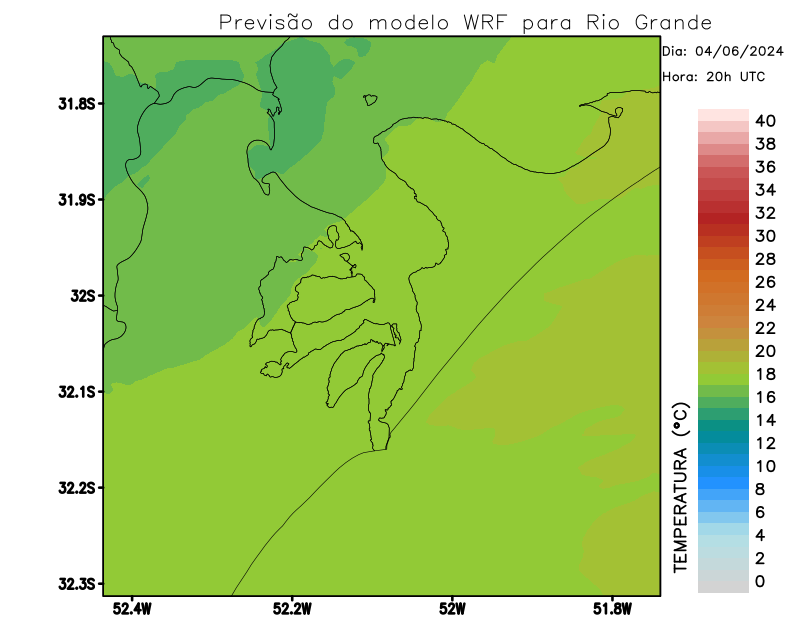 Previsão do modelo WRF para Rio Grande
Dia: 04/06/2024
Hora: 20h UTC
31.8S
31.9S
32S
32.1S
32.2S
32.3S
52.4W
52.2W
52W
51.8W
TEMPERATURA (°C)
40
38
36
34
32
30
28
26
24
22
20
18
16
14
12
10
8
6
4
2
0